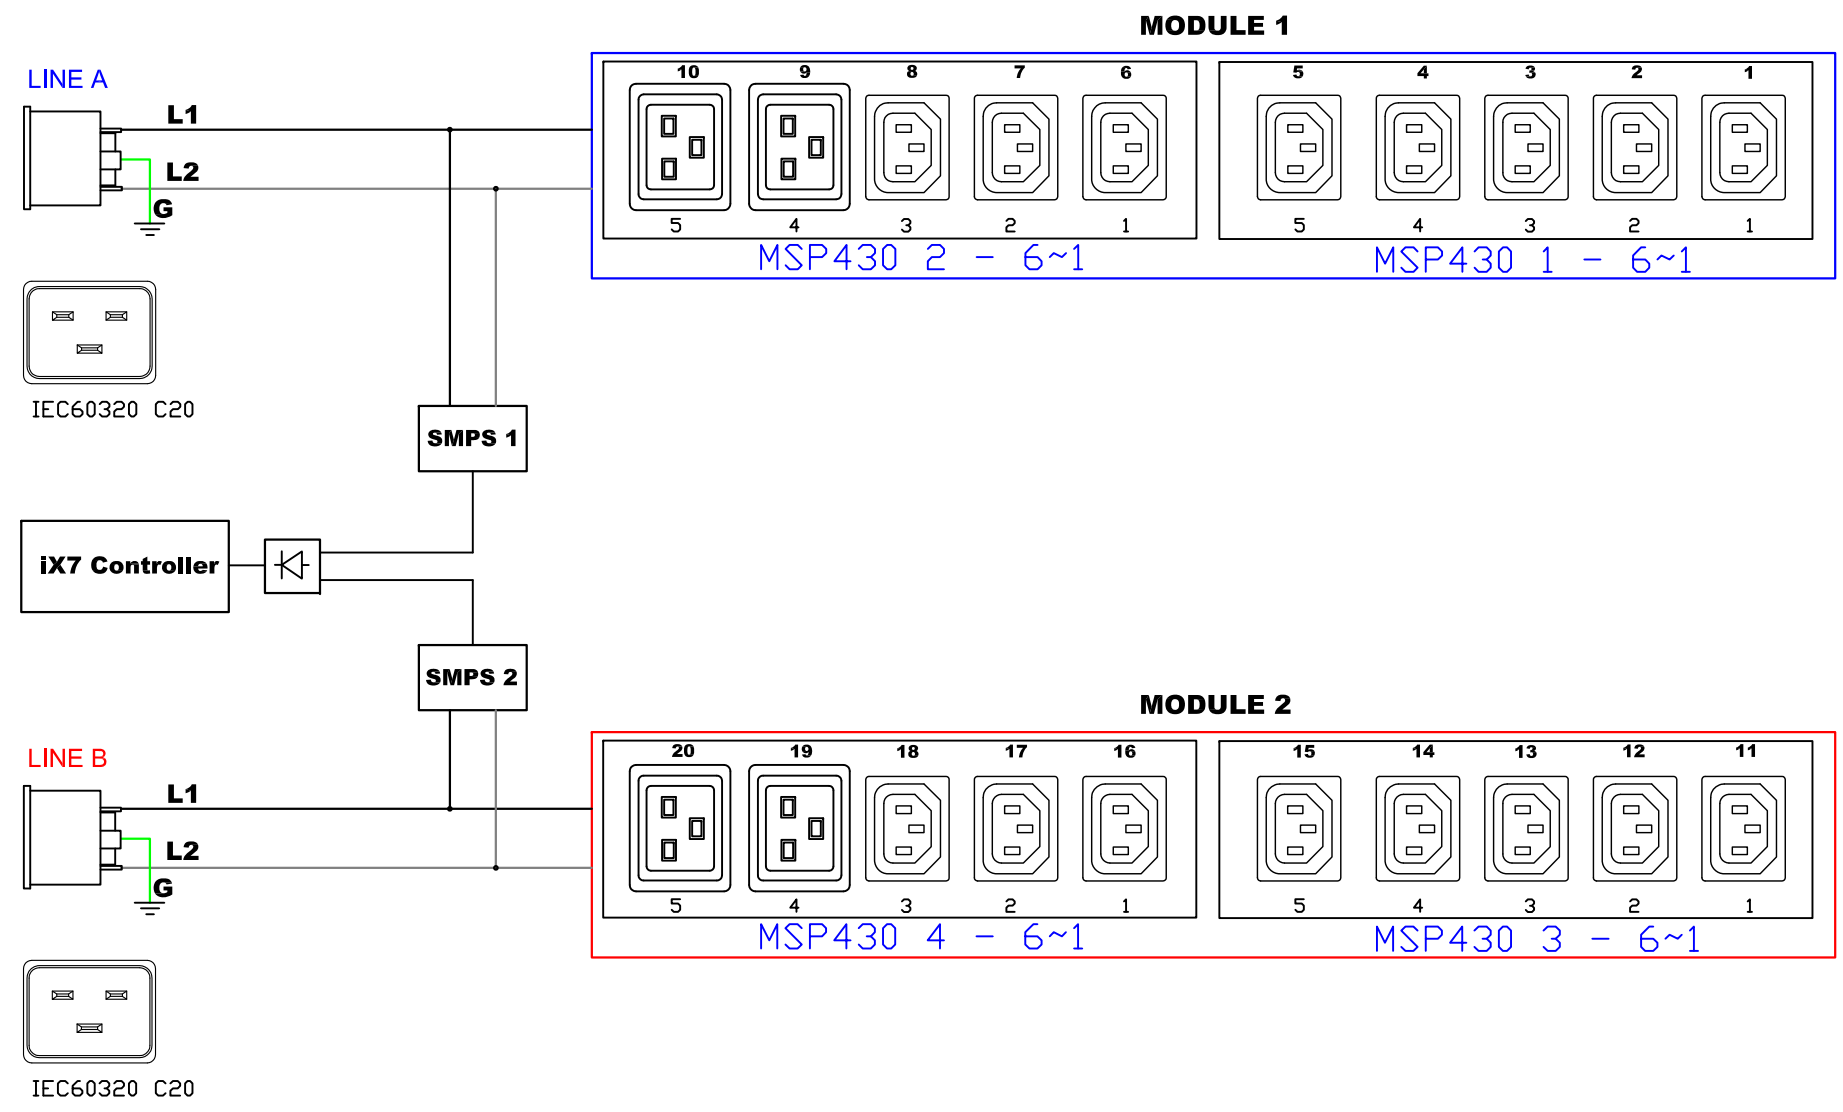 MODULE 1
LINE A
10 9 8 7 6
5 4 3 2 1
L1
L2
G
5 4 3 2 1
5 4 3 2 1
MSP430 2 - 6~1
MSP430 1 - 6~1
IEC60320 C20
SMPS 1
iX7 Controller
SMPS 2
MODULE 2
LINE B
20 19 18 17 16
15 14 13 12 11
L1
L2
G
5 4 3 2 1
5 4 3 2 1
MSP430 4 - 6~1
MSP430 3 - 6~1
IEC60320 C20